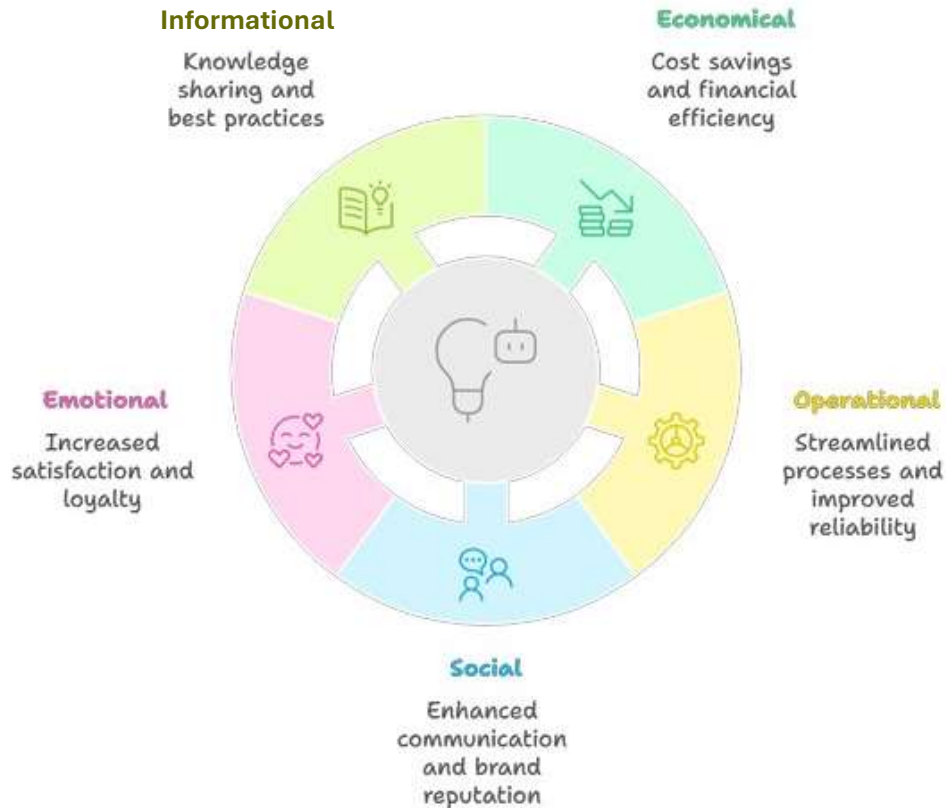 Informational
Knowledge
sharing and
best practices
Economical
Cost savings
and financial
efficiency
Emotional
Increased
satisfaction and
loyalty
Operational
Streamlined
processes and
improved
reliability
Social
Enhanced
communication
and brand
reputation